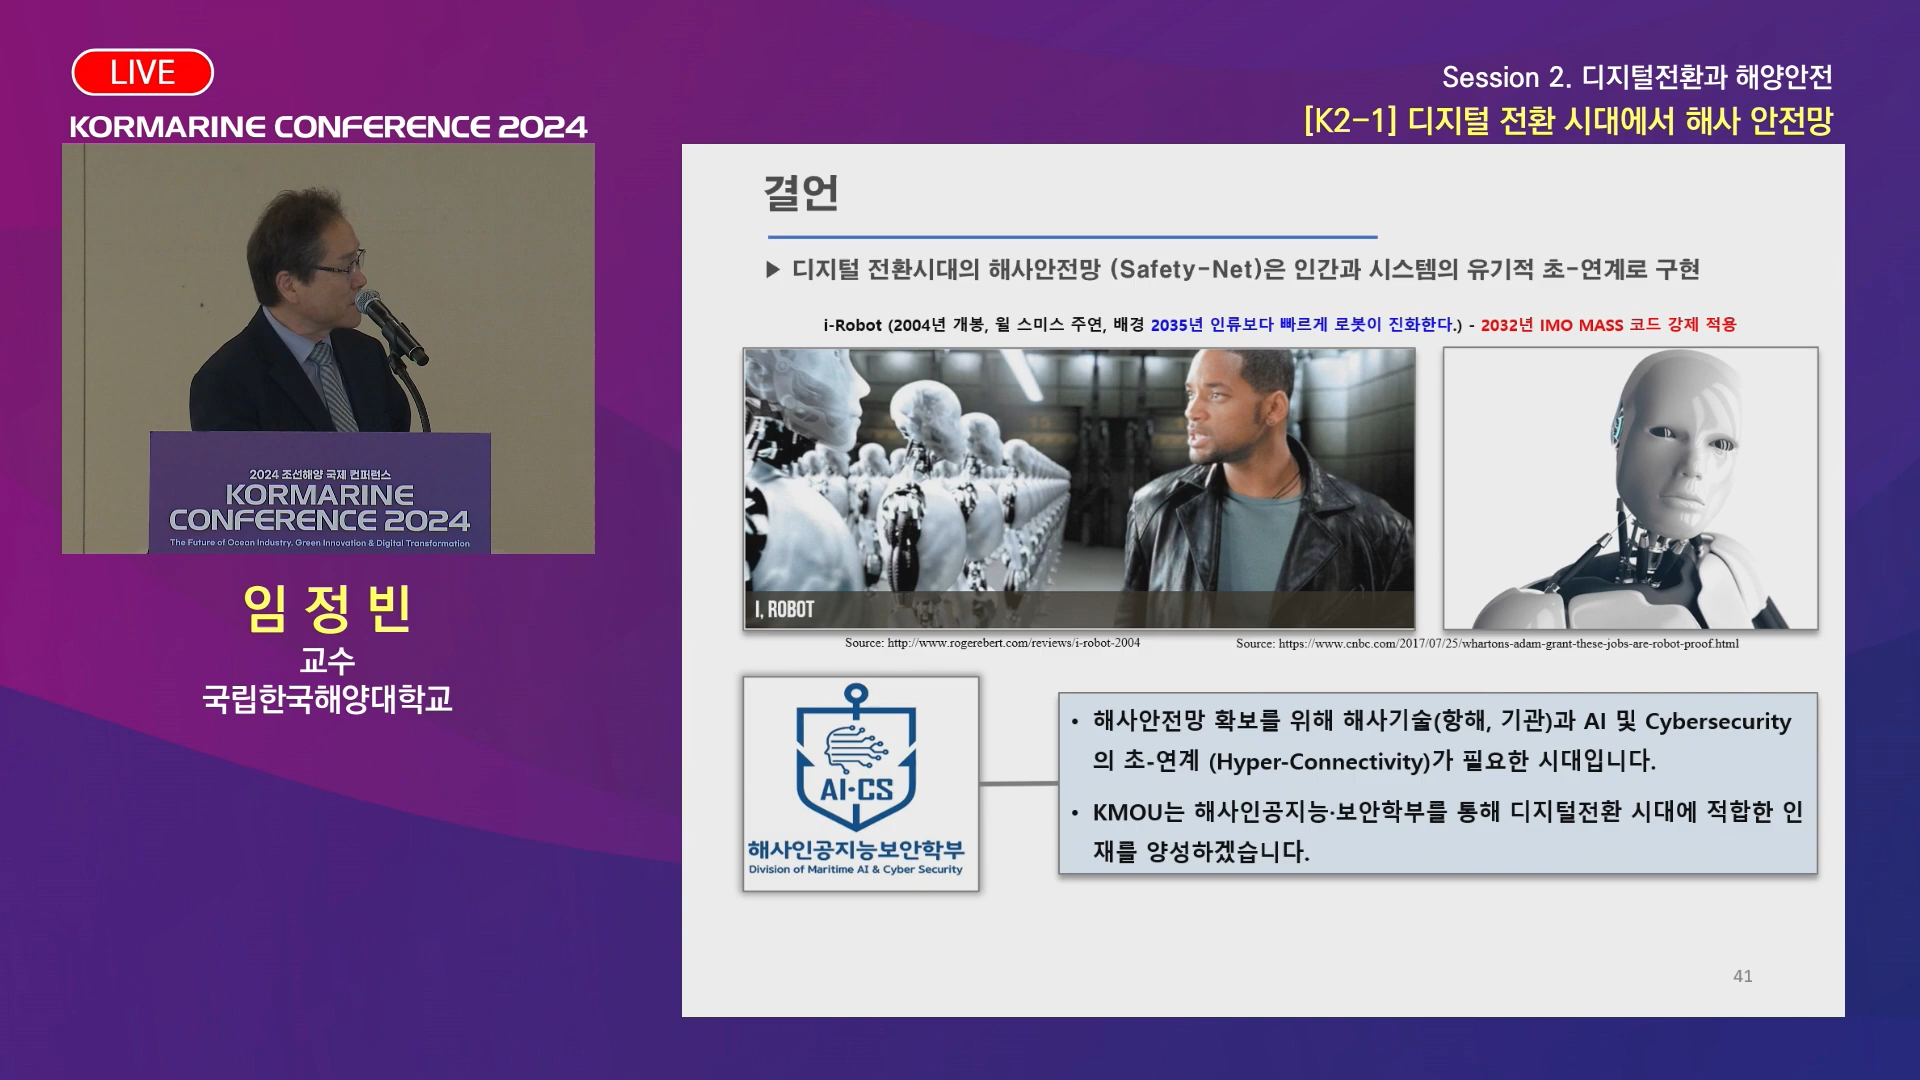 LIVE
KORMARINE CONFERENCE 2024
Session 2. 디지털전환과 해양안전
[K2-1] 디지털 전환 시대에서 해사 안전망
2024 조선해양 국제 컨퍼런스
KORMARINE
CONFERENCE 2024
The Future of Ocean Industry, Green Innovation & Digital Transformation
임정빈
교수
국립한국해양대학교
결언
▶ 디지털 전환시대의 해사안전망 (Safety-Net)은 인간과 시스템의 유기적 초-연계로 구현
i-Robot (2004년 개봉, 윌 스미스 주연, 배경 2035년 인류보다 빠르게 로봇이 진화한다.) - 2032년 IMO MASS 코드 강제 적용
I, ROBOT
Source: http://www.rogerebert.com/reviews/i-robot-2004
Source: https://www.cnbc.com/2017/07/25/whartons-adam-grant-these-jobs-are-robot-proof.html
AI·CS
해사인공지능보안학부
Division of Maritime AI & Cyber Security
• 해사안전망 확보를 위해 해사기술(항해, 기관)과 AI 및 Cybersecurity
의 초-연계 (Hyper-Connectivity)가 필요한 시대입니다.
• KMOU는 해사인공지능·보안학부를 통해 디지털전환 시대에 적합한 인
재를 양성하겠습니다.
41